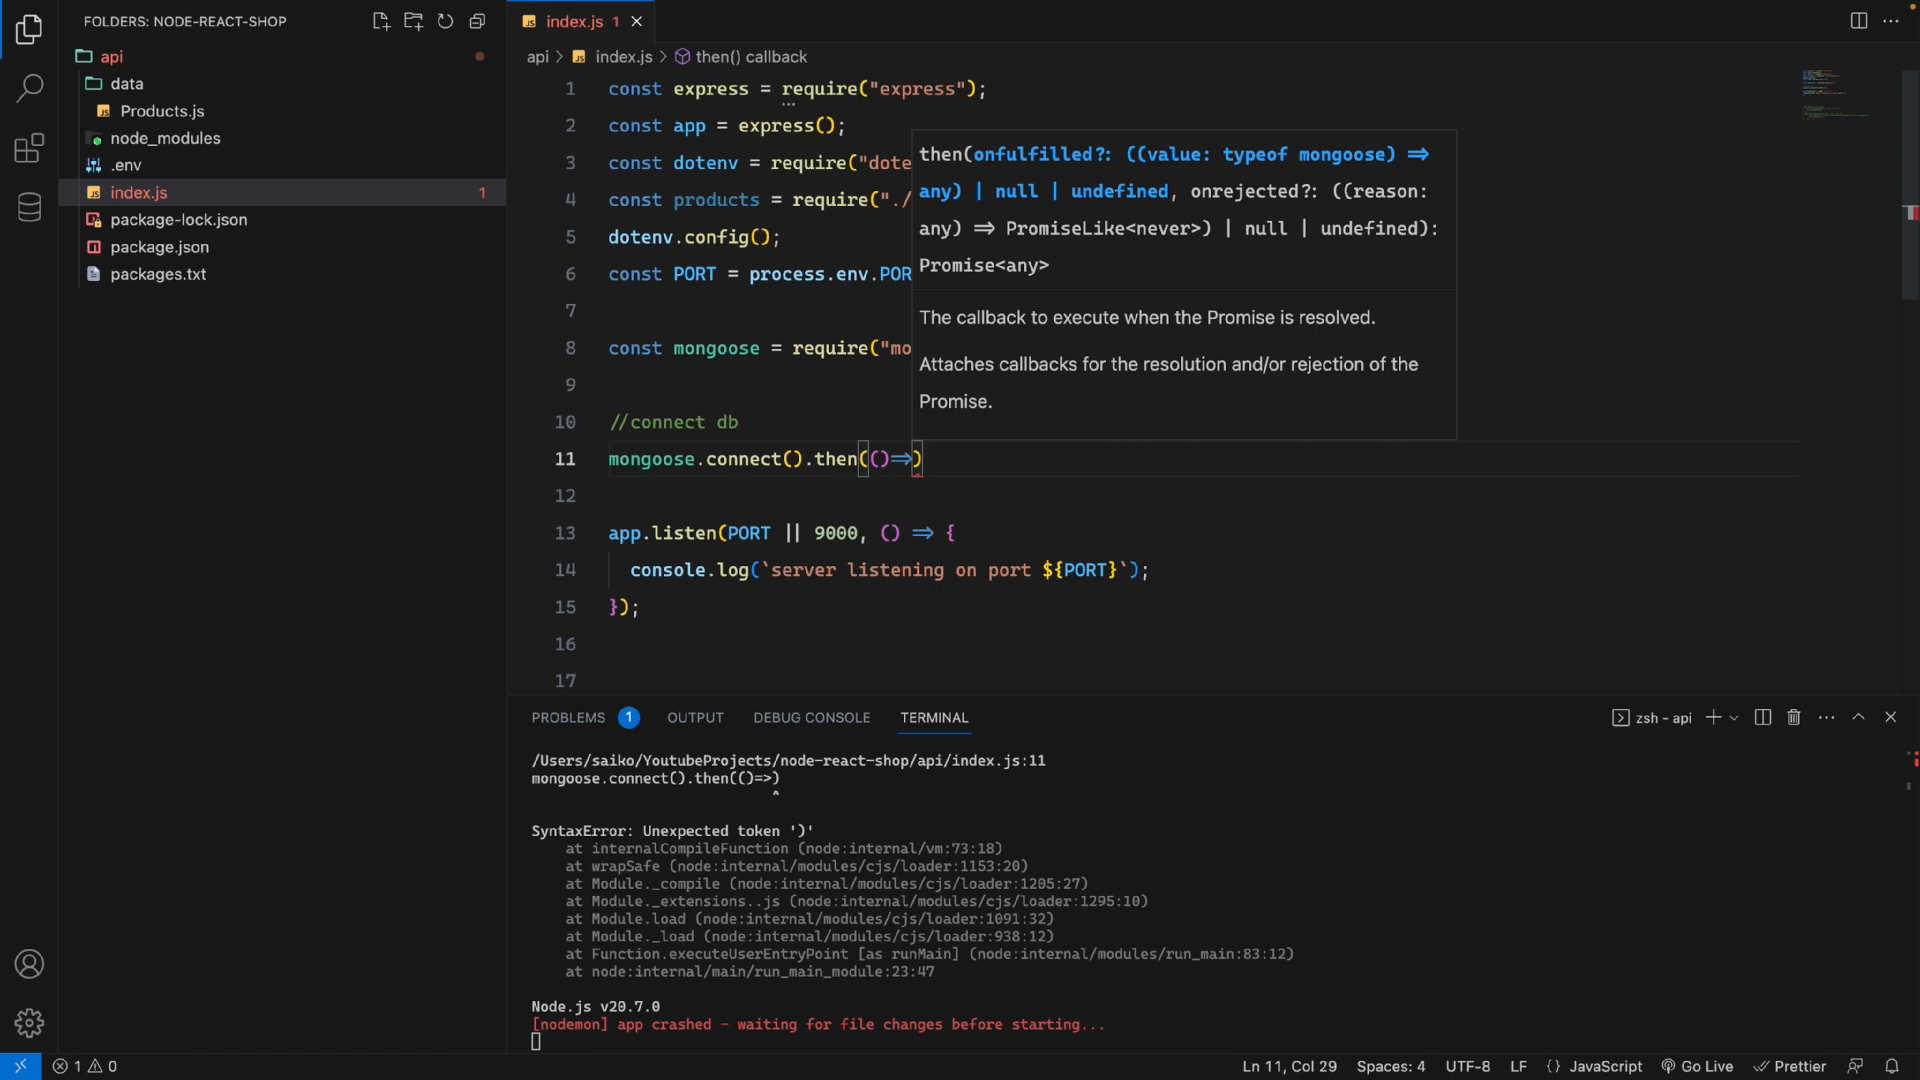 FOLDERS: NODE-REACT-SHOP
api
data
Products.js
node_modules
.env
index.js 1
package-lock.json
package.json
packages.txt
index.js 1
api > index.js > then() callback
1 const express = require("express");
2 const app = express();
3 const dotenv = require("dote
4 const products = require("./
5 dotenv.config();
6 const PORT = process.env.POR
7
8 const mongoose = require("mo
9
10 //connect db
11 mongoose.connect().then(()=>)
12
13 app.listen(PORT || 9000, () => {
14 console.log(`server listening on port ${PORT}`);
15 });
16
17
then(onfulfilled?: ((value: typeof mongoose) =>
any) | null | undefined, onrejected?: ((reason:
any) => PromiseLike<never>) | null | undefined):
Promise<any>
The callback to execute when the Promise is resolved.
Attaches callbacks for the resolution and/or rejection of the
Promise.
PROBLEMS 1 OUTPUT DEBUG CONSOLE TERMINAL
zsh - api
/Users/saiko/YoutubeProjects/node-react-shop/api/index.js:11
mongoose.connect().then(()=>)
^
SyntaxError: Unexpected token ')'
at internalCompileFunction (node:internal/vm:73:18)
at wrapSafe (node:internal/modules/cjs/loader:1153:20)
at Module._compile (node:internal/modules/cjs/loader:1205:27)
at Module._extensions..js (node:internal/modules/cjs/loader:1295:10)
at Module.load (node:internal/modules/cjs/loader:1091:32)
at Module._load (node:internal/modules/cjs/loader:938:12)
at Function.executeUserEntryPoint [as runMain] (node:internal/modules/run_main:83:12)
at node:internal/main/run_main_module:23:47
Node.js v20.7.0
[nodemon] app crashed - waiting for file changes before starting...
1 0
Ln 11, Col 29 Spaces: 4 UTF-8 LF {} JavaScript Go Live Prettier